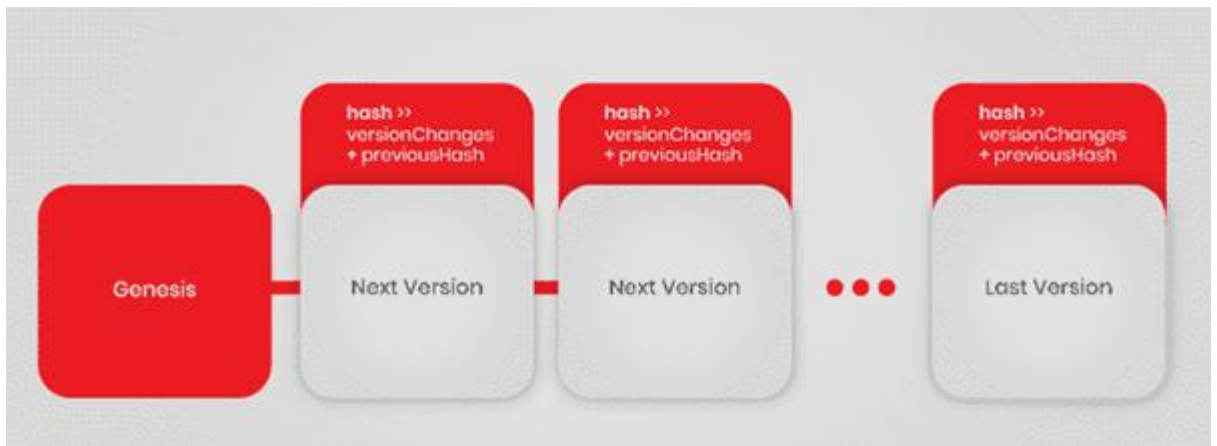 Genesis
hash >>
versionChanges
+ previousHash
Next Version
hash >>
versionChanges
+ previousHash
Next Version
hash >>
versionChanges
+ previousHash
Last Version